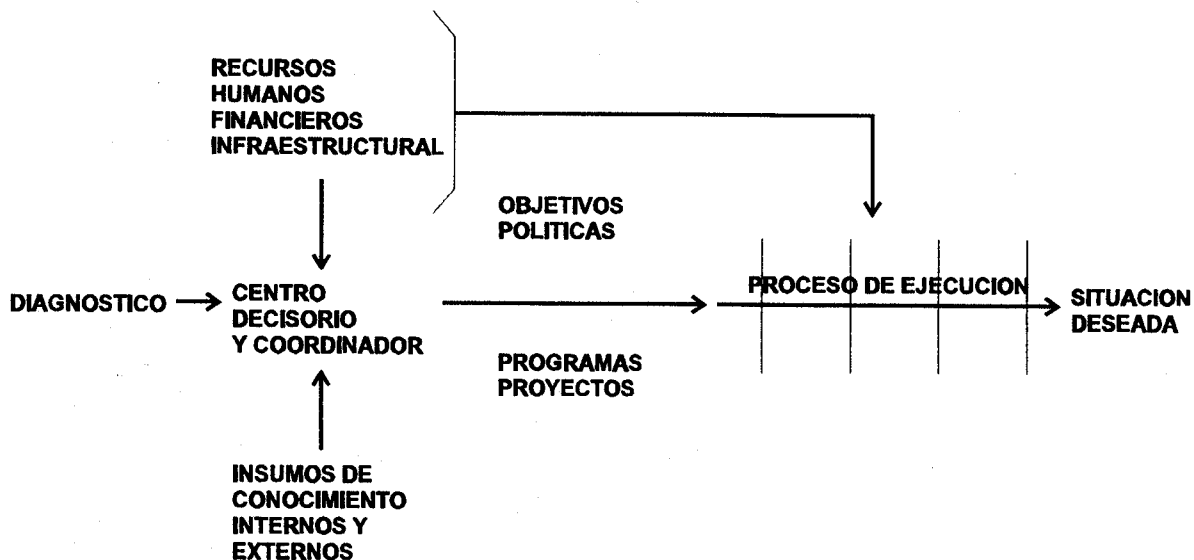 RECURSOS
HUMANOS
FINANCIEROS
INFRAESTRUCTURAL
OBJETIVOS
POLITICAS
DIAGNOSTICO
CENTRO
DECISORIO
Y COORDINADOR
PROCESO DE EJECUCION
SITUACION
DESEADA
PROGRAMAS
PROYECTOS
INSUMOS DE
CONOCIMIENTO
INTERNOS Y
EXTERNOS